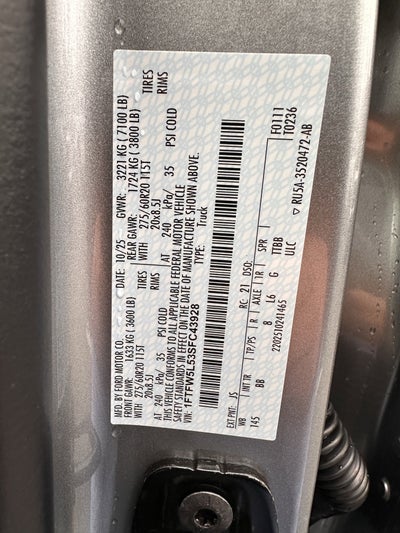 MFD. BY FORD MOTOR CO.
10/25 GVWR: 3221 KG ( 7100 LB)
FRONT GAWR: 1633 KG ( 3600 LB) REAR GAWR: 1724 KG ( 3800 LB)
WITH 275/60R20 115T TIRES WITH 275/60R20 115T TIRES
20x8.5J RIMS 20x8.5J RIMS
AT 240 kPa/ 35 PSI COLD AT 240 kPa/ 35 PSI COLD
THIS VEHICLE CONFORMS TO ALL APPLICABLE FEDERAL MOTOR VEHICLE
SAFETY STANDARDS IN EFFECT ON THE DATE OF MANUFACTURE SHOWN ABOVE.
VIN: 1FTFW5L53SFC43928 TYPE: Truck
F0111
T0236
EXT PNT: JS RC: 21 DSO:
WB INT TR TP/PS R AXLE TR SPR
145 BB 8 L6 G TTBB
ULC
2202510241465
▽ RU5A-3520472-AB